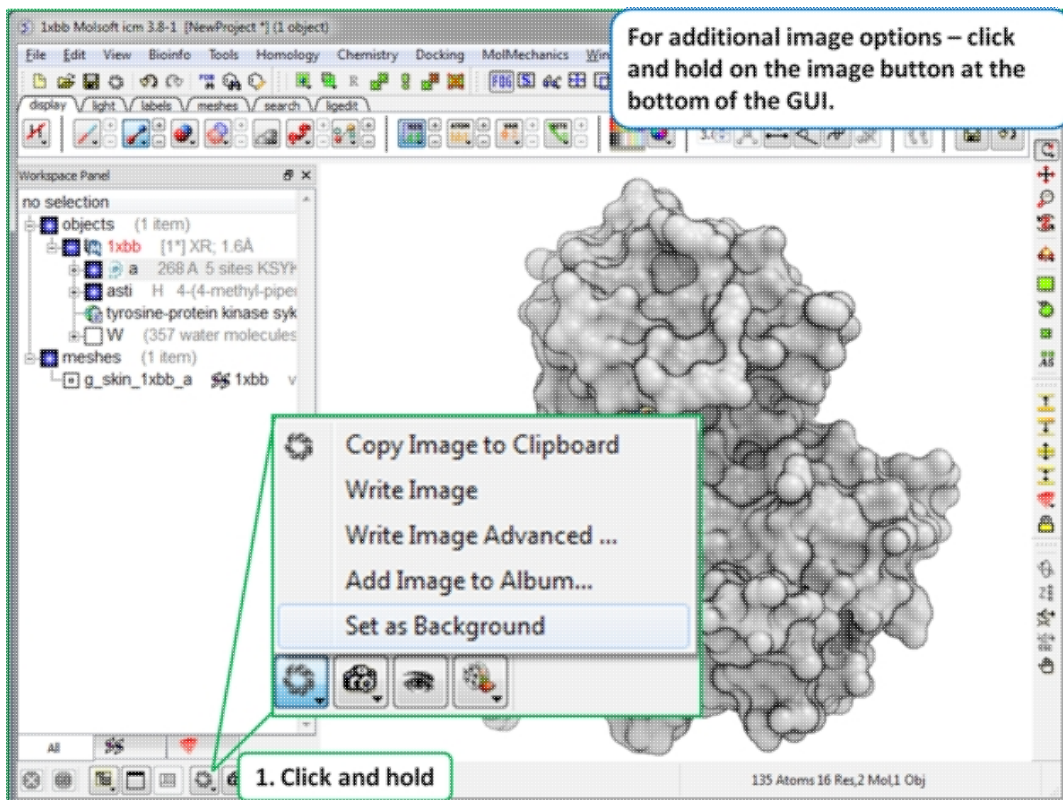 1xbb Molsoft icm 3.8-1 [NewProject *] (1 object)
For additional image options – click
and hold on the image button at the
bottom of the GUI.
File Edit View Bioinfo Tools Homology Chemistry Docking MolMechanics
display light labels meshes search ligedit
Workspace Panel
no selection
objects (1 item)
1xbb [1*] XR; 1.6Å
a 268 A 5 sites
asti H
tyrosine-protein kinase syk
W (357 water molecules
meshes (1 item)
g_skin_1xbb_a 1xbb
Copy Image to Clipboard
Write Image
Write Image Advanced ...
Add Image to Album...
Set as Background
All
1. Click and hold
135 Atoms 16 Res,2 Mol,1 Obj